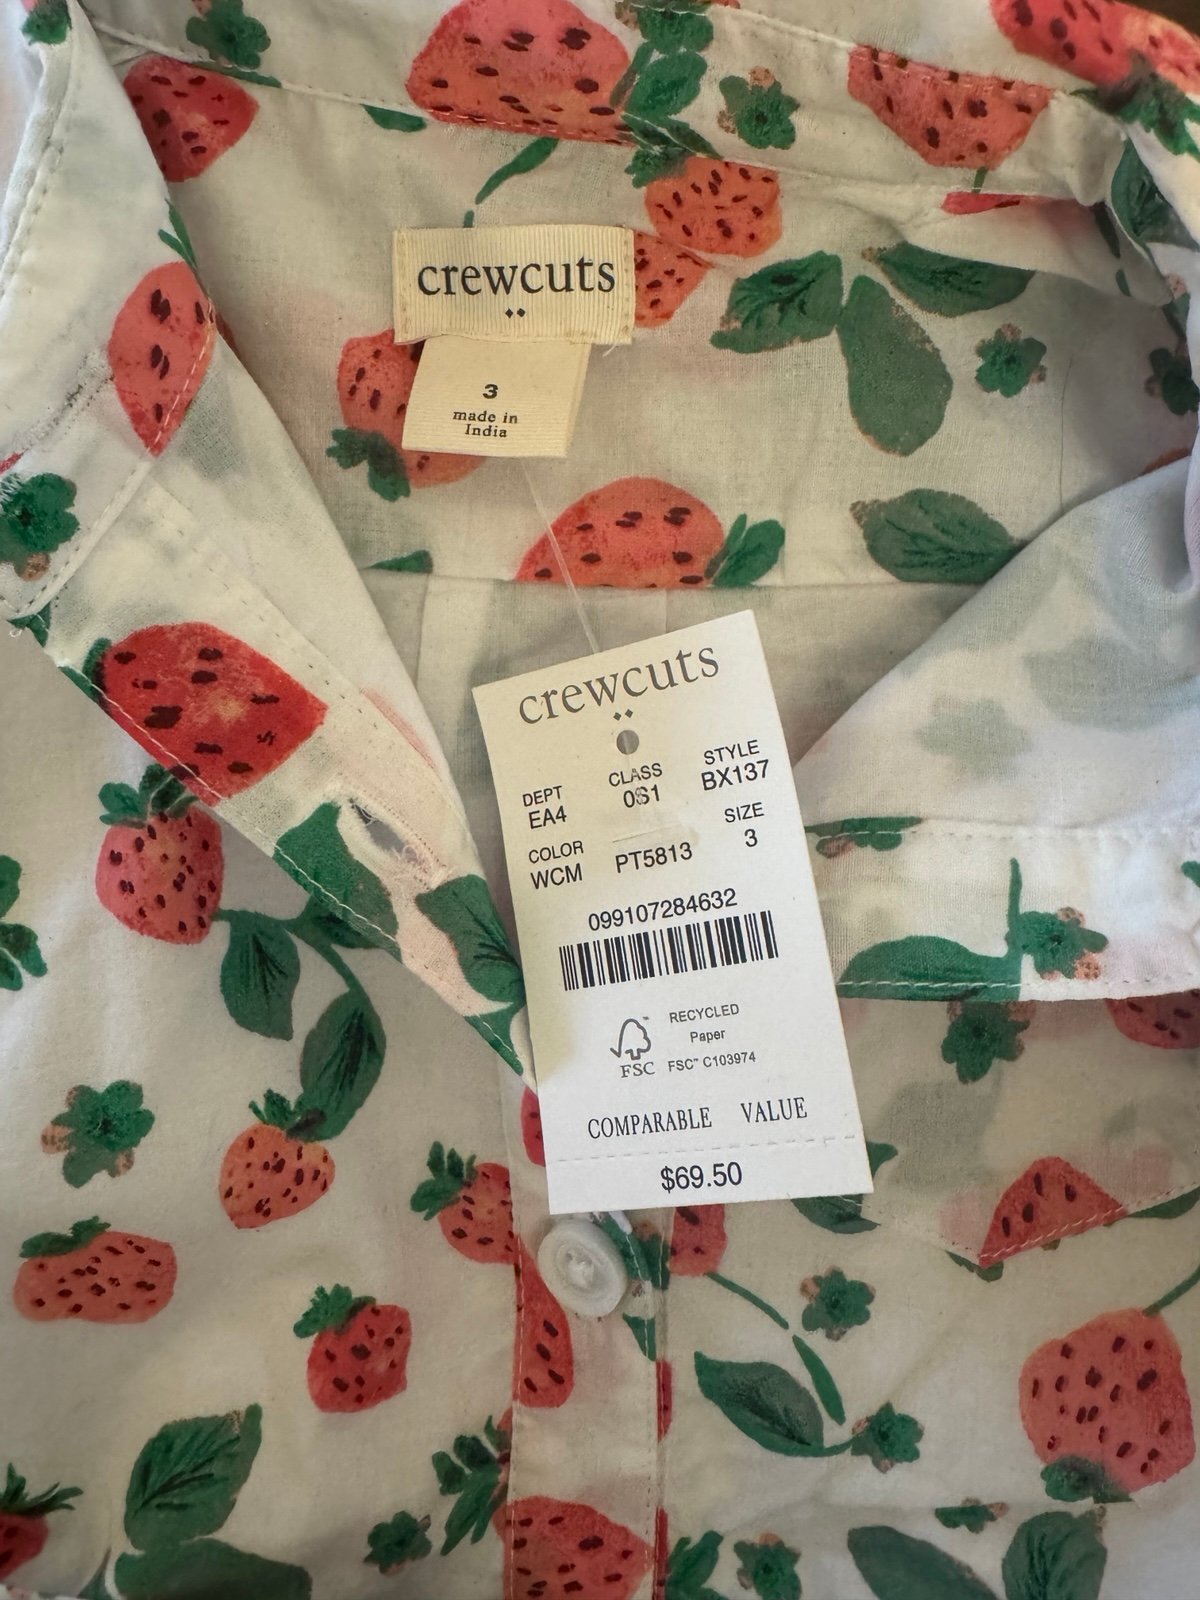 crewcuts
3
made in
India
crewcuts
DEPT CLASS STYLE
EA4 0S1 BX137
COLOR SIZE
WCM PT5813 3
099107284632
RECYCLED
Paper
FSC FSC™ C103974
COMPARABLE VALUE
$69.50